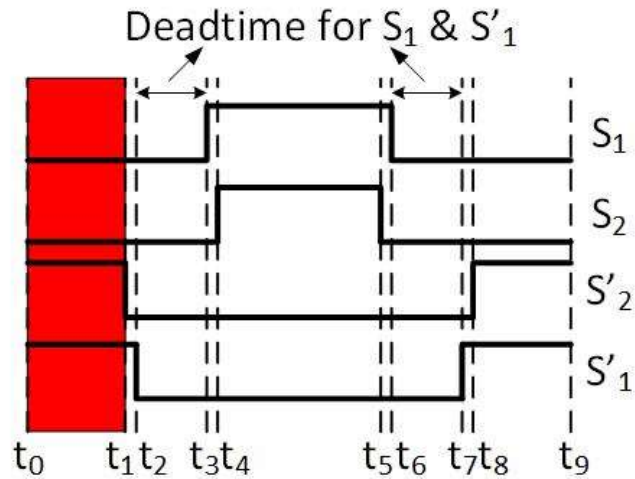 Deadtime for S₁ & S'₁
S₁
S₂
S'₂
S'₁
t₀ t₁ t₂ t₃ t₄ t₅ t₆ t₇ t₈ t₉